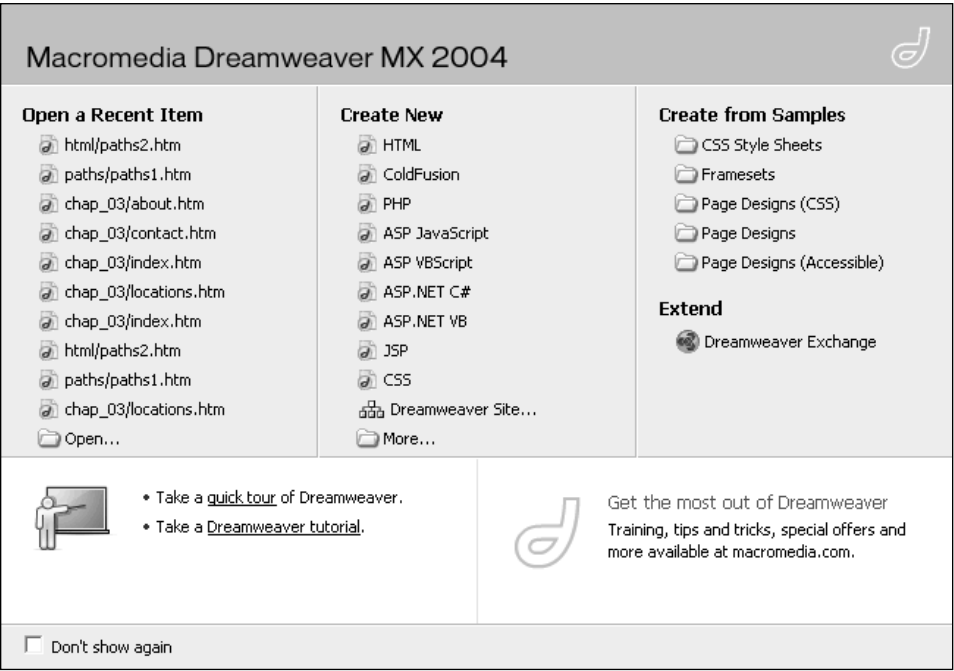 Macromedia Dreamweaver MX 2004
Open a Recent Item
html/paths2.htm
paths/paths1.htm
chap_03/about.htm
chap_03/contact.htm
chap_03/index.htm
chap_03/locations.htm
chap_03/index.htm
html/paths2.htm
paths/paths1.htm
chap_03/locations.htm
Open...
Create New
HTML
ColdFusion
PHP
ASP JavaScript
ASP VBScript
ASP.NET C#
ASP.NET VB
JSP
CSS
Dreamweaver Site...
More...
Create from Samples
CSS Style Sheets
Framesets
Page Designs (CSS)
Page Designs
Page Designs (Accessible)
Extend
Dreamweaver Exchange
• Take a quick tour of Dreamweaver.
• Take a Dreamweaver tutorial.
Get the most out of Dreamweaver
Training, tips and tricks, special offers and
more available at macromedia.com.
Don't show again